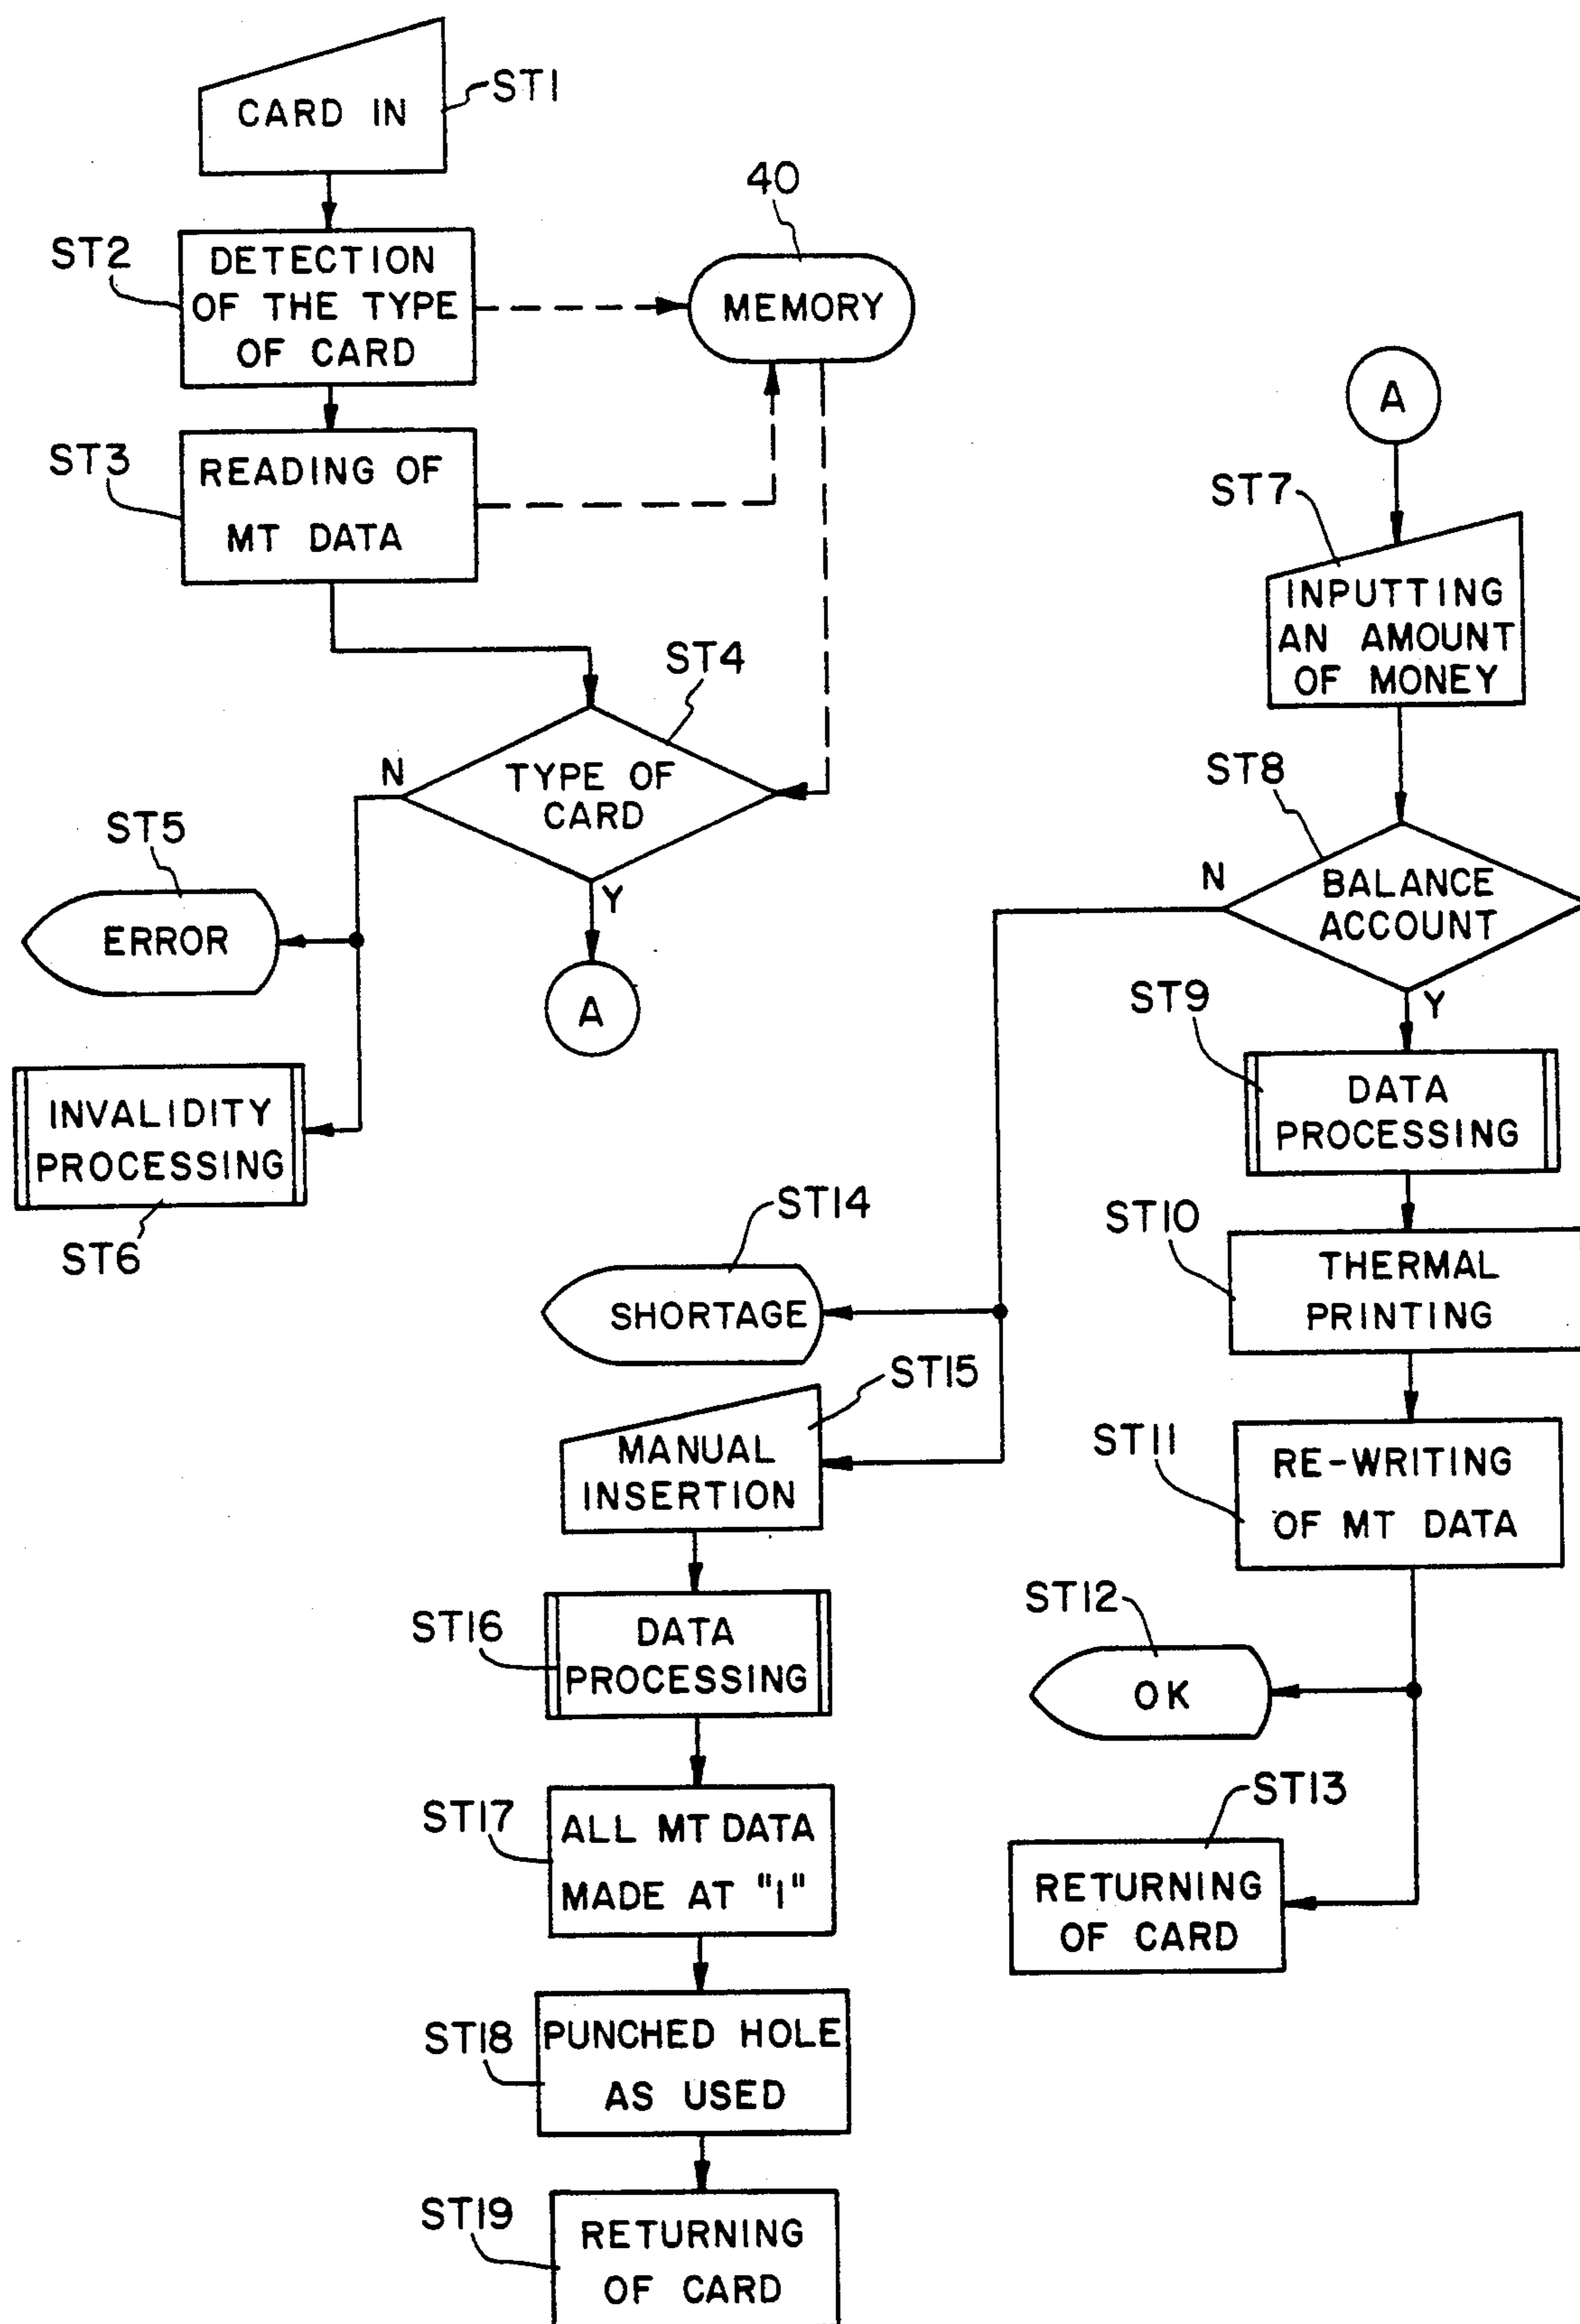 CARD IN
ST1
ST2
DETECTION
OF THE TYPE
OF CARD
40
MEMORY
ST3
READING OF
MT DATA
ST4
TYPE OF
CARD
N
Y
ST5
ERROR
A
INVALIDITY
PROCESSING
ST6
A
ST7
INPUTTING
AN AMOUNT
OF MONEY
ST8
BALANCE
ACCOUNT
N
Y
ST9
DATA
PROCESSING
ST10
THERMAL
PRINTING
ST11
RE-WRITING
OF MT DATA
ST12
OK
ST13
RETURNING
OF CARD
ST14
SHORTAGE
ST15
MANUAL
INSERTION
ST16
DATA
PROCESSING
ST17
ALL MT DATA
MADE AT "1"
ST18
PUNCHED HOLE
AS USED
ST19
RETURNING
OF CARD